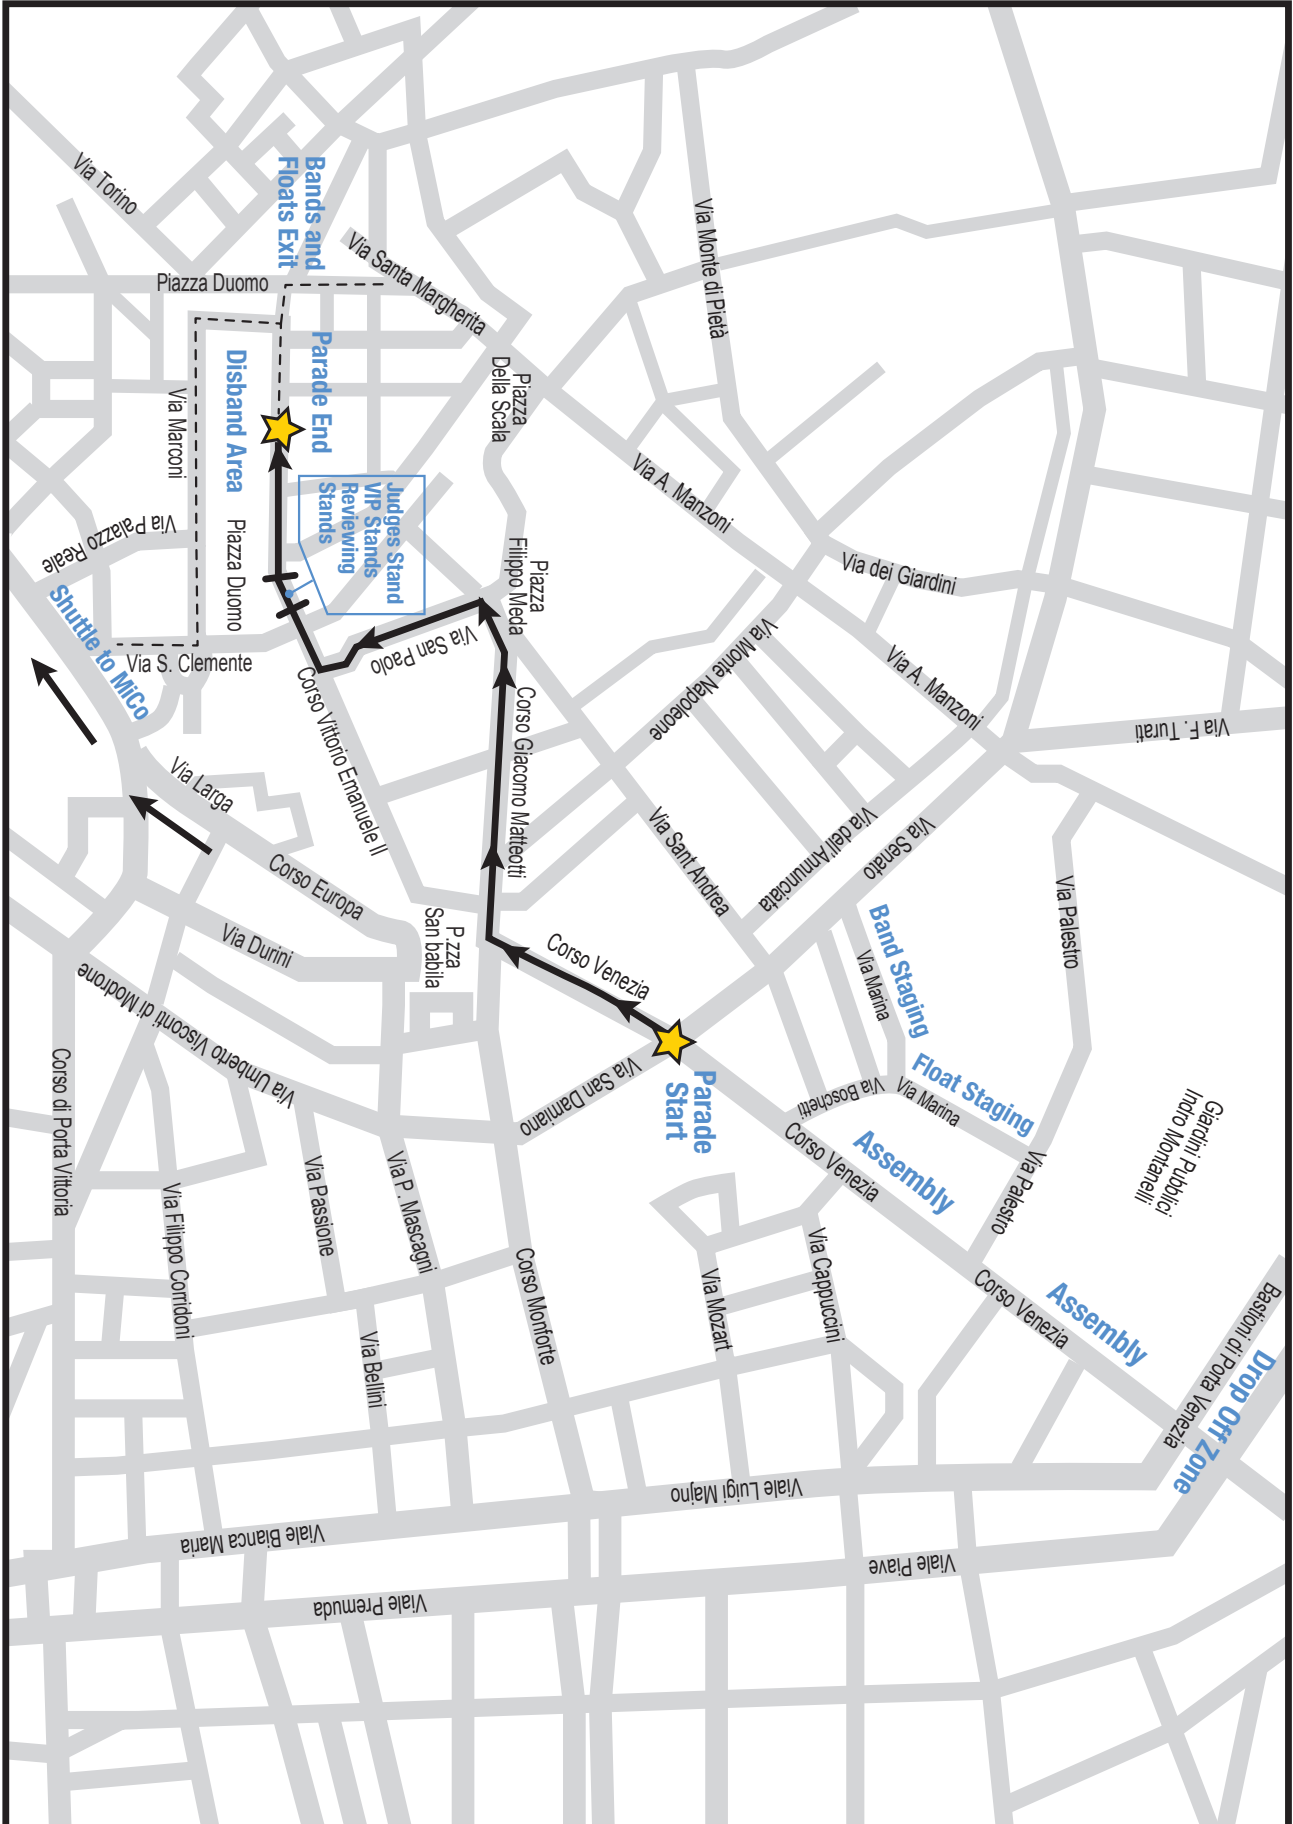 Via Torino
Bands and
Floats Exit
Via Santa Margherita
Via Monte di Pietà
Piazza Duomo
Parade End
Disband Area
Via Marconi
Piazza
Della Scala
Via A. Manzoni
Judges Stand
VIP Stands
Reviewing
Stands
Via Palazzo Reale
Piazza Duomo
Piazza
Filippo Meda
Via dei Giardini
Shuttle to MiCo
Via S. Clemente
Via San Paolo
Via Monte Napoleone
Via A. Manzoni
Via F. Turati
Corso Vittorio Emanuele II
Corso Giacomo Matteotti
Via Larga
Via Sant Andrea
Via dell'Annunciata
Via Senato
Via Palestro
Corso Europa
P.zza
San babila
Via Durini
Corso Venezia
Band Staging
Via Marina
Via Umberto Visconti di Modrone
Corso di Porta Vittoria
Via San Damiano
Parade
Start
Via Boschetti
Via Marina
Float Staging
Giardini Pubblici
Indro Montanelli
Corso Venezia
Assembly
Via Palestro
Via Filippo Corridoni
Via Passione
Via P. Mascagni
Corso Monforte
Via Mozart
Via Cappuccini
Corso Venezia
Assembly
Bastioni di Porta Venezia
Drop Off Zone
Via Bellini
Viale Luigi Majno
Viale Bianca Maria
Viale Piave
Viale Premuda